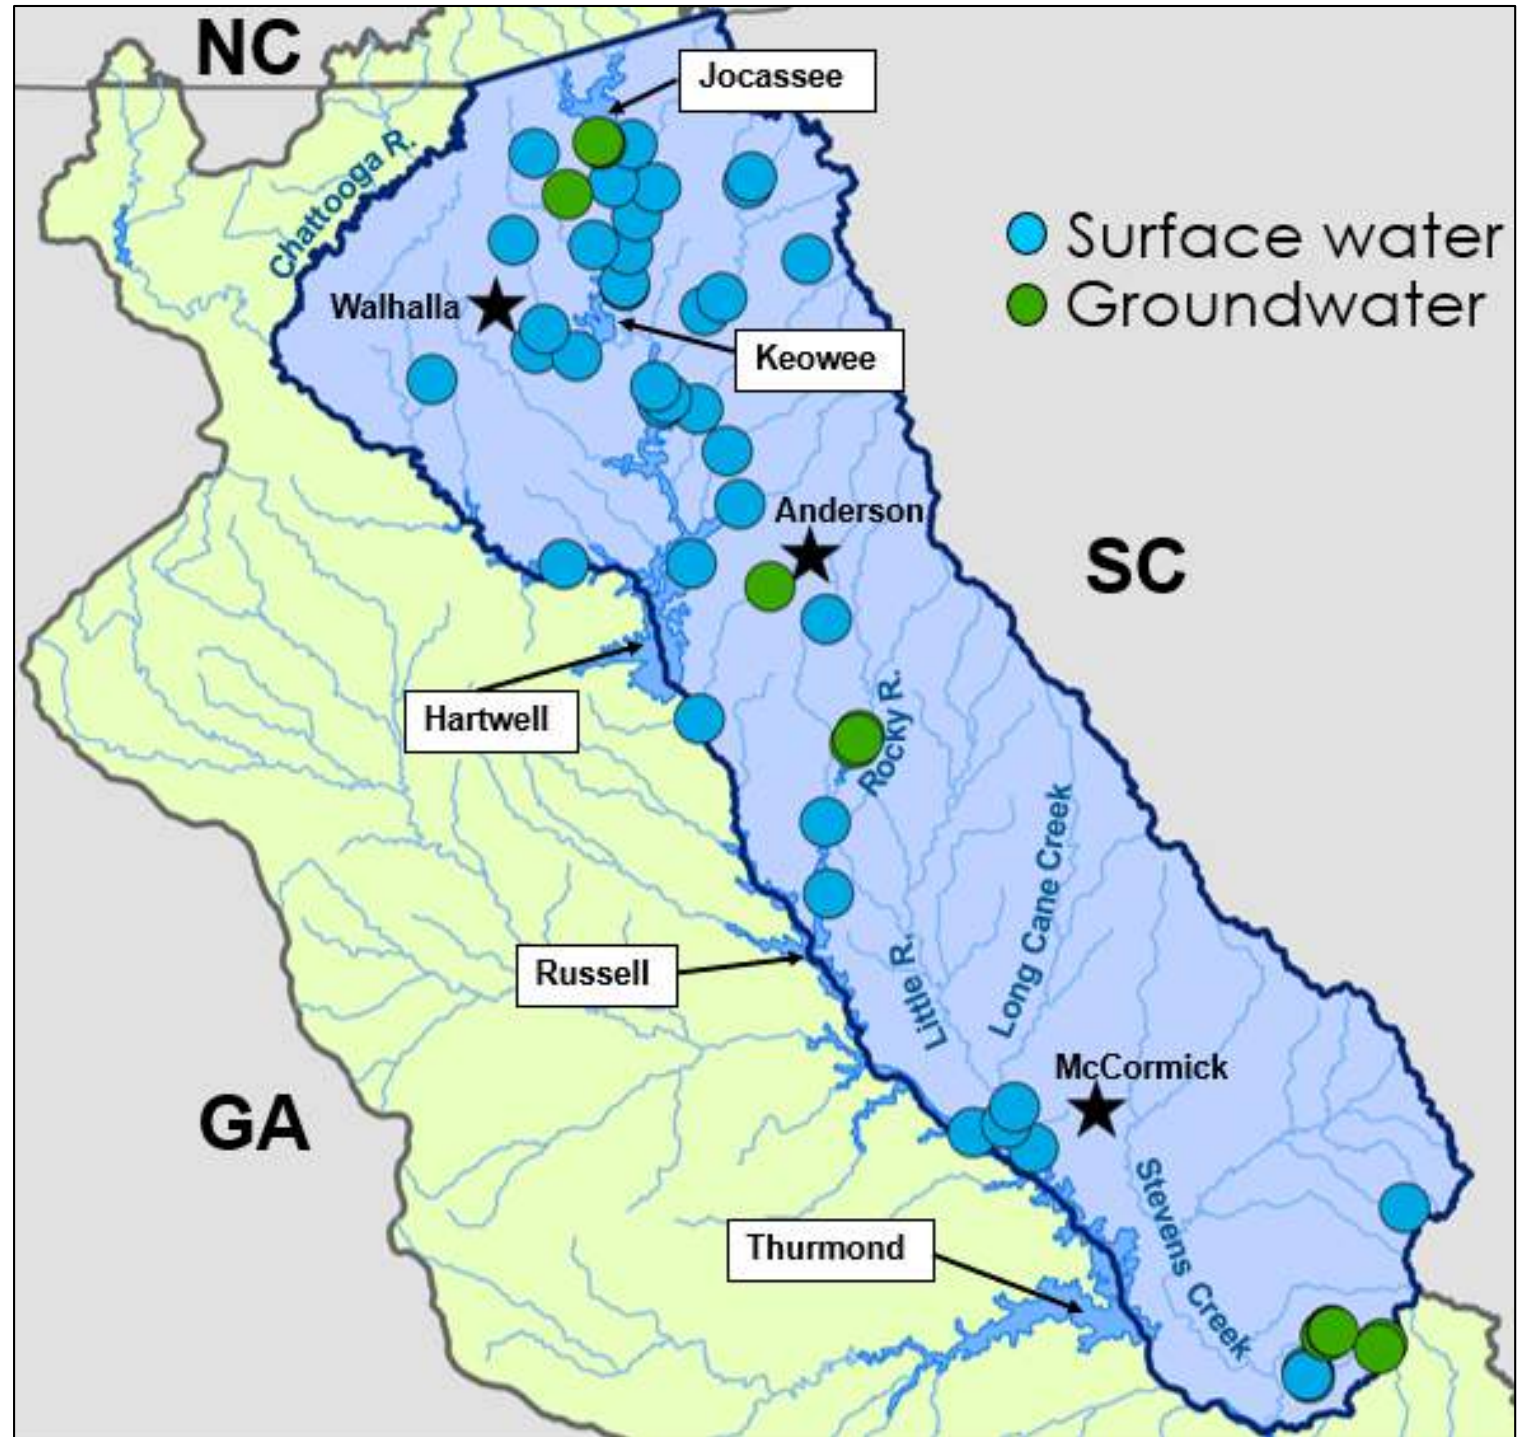 NC
Jocassee
Chattooga R.
Surface water
Groundwater
Walhalla
Keowee
Anderson
SC
Hartwell
Rocky R.
Long Cane Creek
Little R.
Russell
McCormick
GA
Stevens Creek
Thurmond